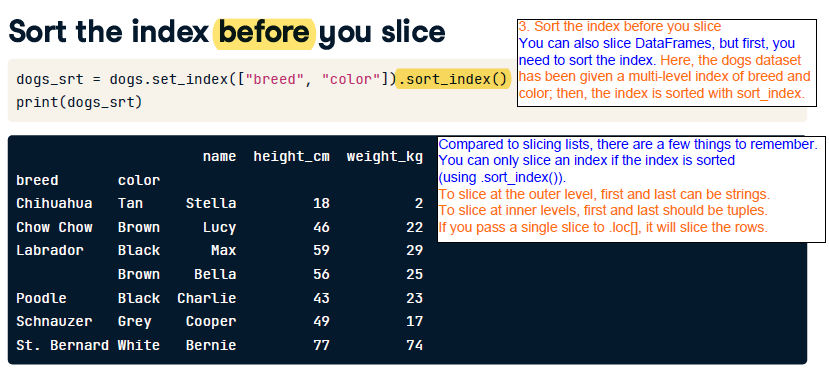 Sort the index before you slice
3. Sort the index before you slice
You can also slice DataFrames, but first, you
need to sort the index. Here, the dogs dataset
has been given a multi-level index of breed and
color; then, the index is sorted with sort_index.
dogs_srt = dogs.set_index(["breed", "color"]).sort_index()
print(dogs_srt)
Compared to slicing lists, there are a few things to remember.
You can only slice an index if the index is sorted
(using .sort_index()).
To slice at the outer level, first and last can be strings.
To slice at inner levels, first and last should be tuples.
If you pass a single slice to .loc[], it will slice the rows.
name height_cm weight_kg
breed color
Chihuahua Tan Stella 18 2
Chow Chow Brown Lucy 46 22
Labrador Black Max 59 29
Brown Bella 56 25
Poodle Black Charlie 43 23
Schnauzer Grey Cooper 49 17
St. Bernard White Bernie 77 74